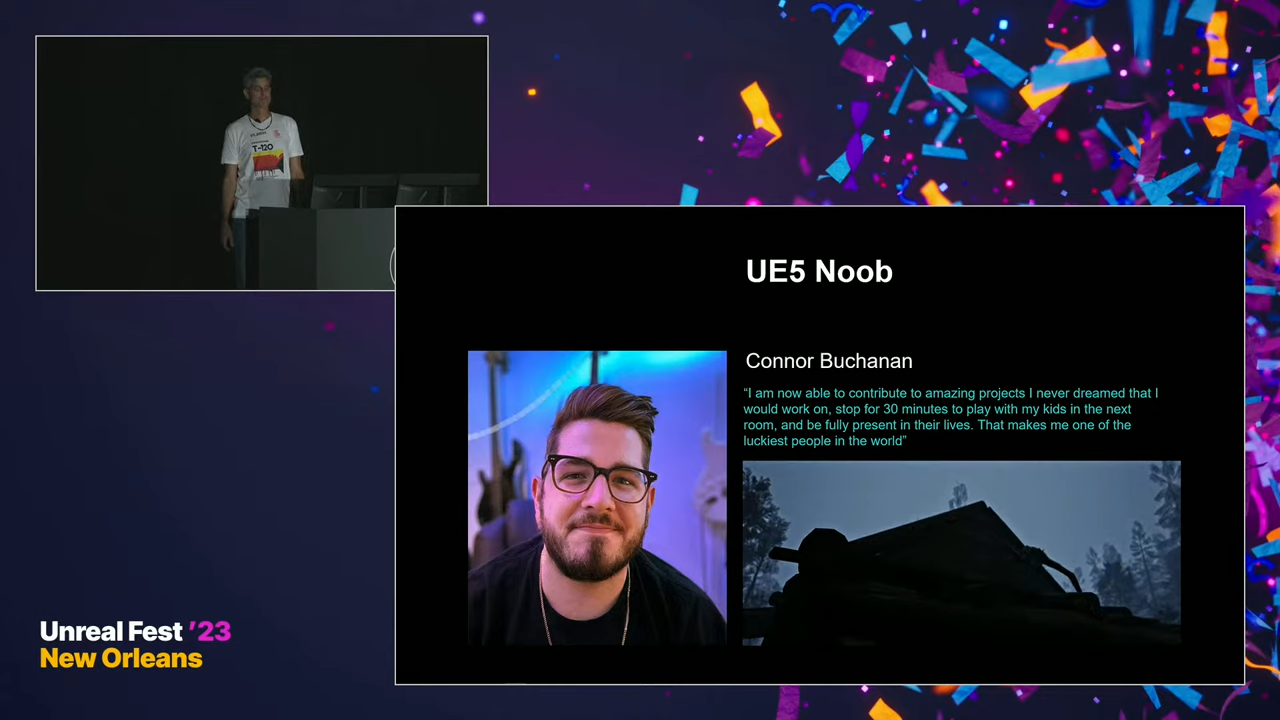 T-120
UE5 Noob
Connor Buchanan
“I am now able to contribute to amazing projects I never dreamed that I
would work on, stop for 30 minutes to play with my kids in the next
room, and be fully present in their lives. That makes me one of the
luckiest people in the world”
Unreal Fest ’23
New Orleans